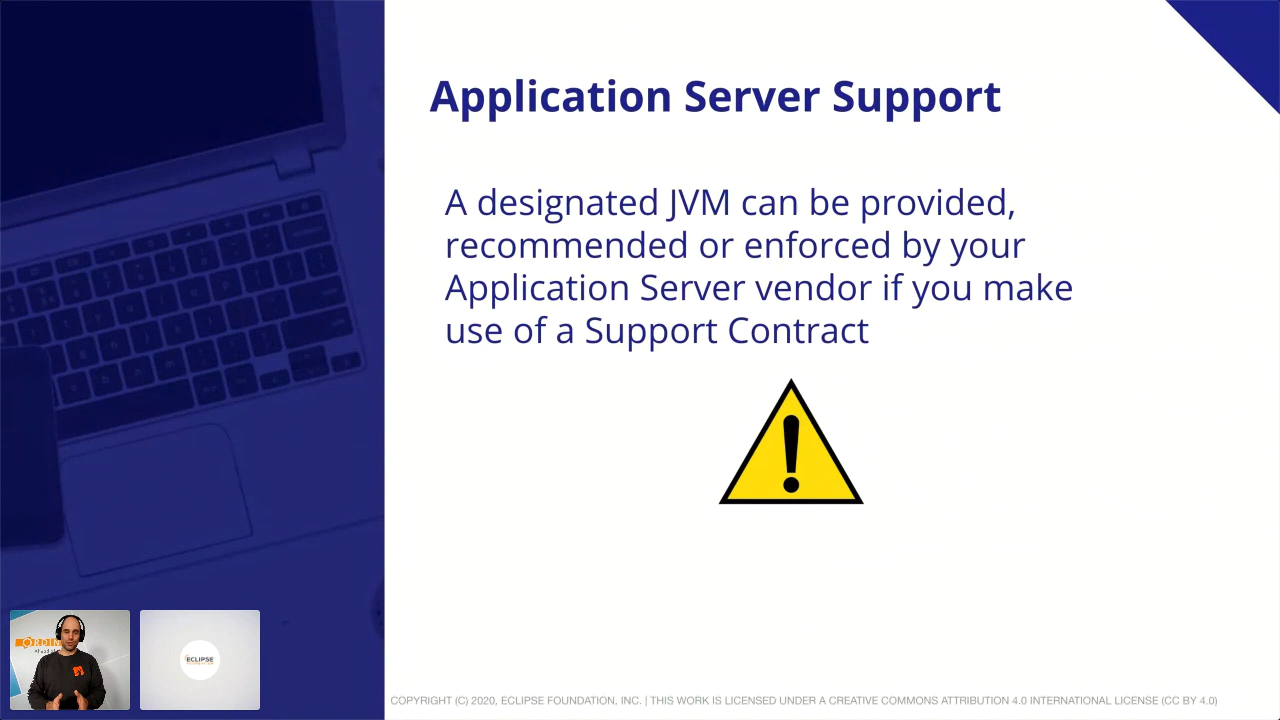 Application Server Support
A designated JVM can be provided,
recommended or enforced by your
Application Server vendor if you make
use of a Support Contract
ECLIPSE
FOUNDATION
COPYRIGHT (C) 2020, ECLIPSE FOUNDATION, INC. | THIS WORK IS LICENSED UNDER A CREATIVE COMMONS ATTRIBUTION 4.0 INTERNATIONAL LICENSE (CC BY 4.0)